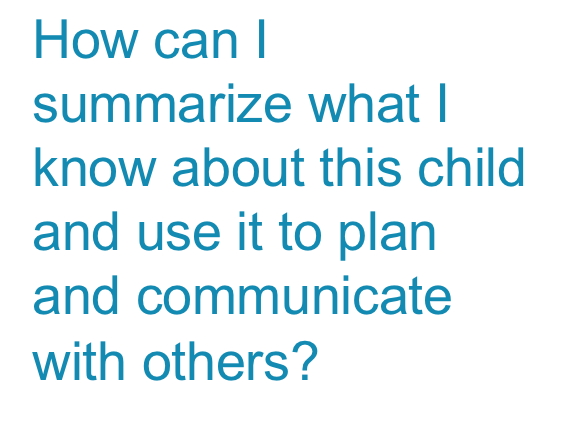 How can I
summarize what I
know about this child
and use it to plan
and communicate
with others?